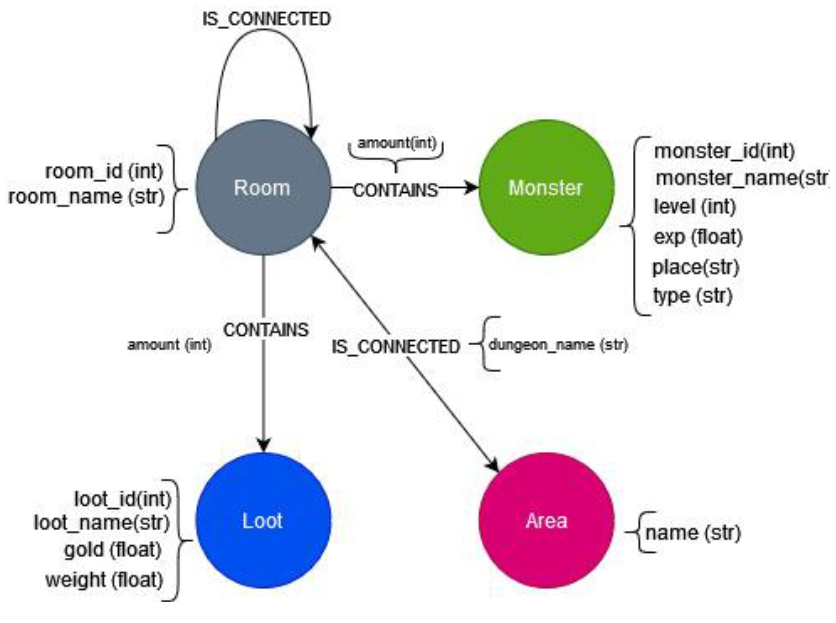 IS_CONNECTED
amount(int)
room_id (int)
room_name (str)
Room
CONTAINS
Monster
monster_id(int)
monster_name(str)
level (int)
exp (float)
place(str)
type (str)
amount (int)
CONTAINS
IS_CONNECTED
dungeon_name (str)
loot_id(int)
loot_name(str)
gold (float)
weight (float)
Loot
Area
name (str)